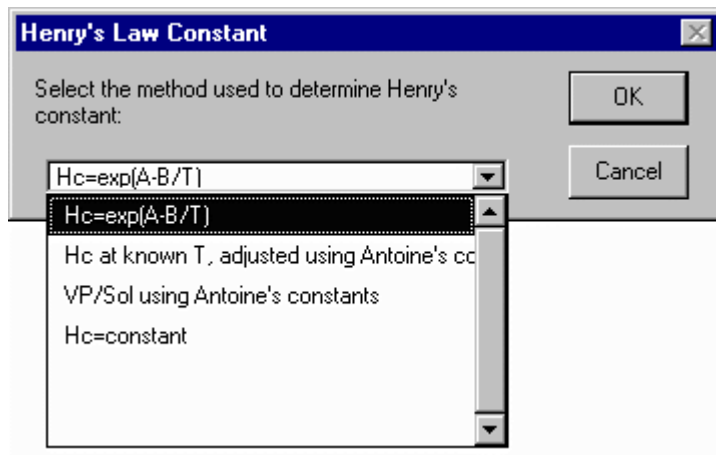 Henry's Law Constant
Select the method used to determine Henry's
constant:
OK
Cancel
Hc=exp(A-B/T)
Hc=exp(A-B/T)
Hc at known T, adjusted using Antoine's cc
VP/Sol using Antoine's constants
Hc=constant